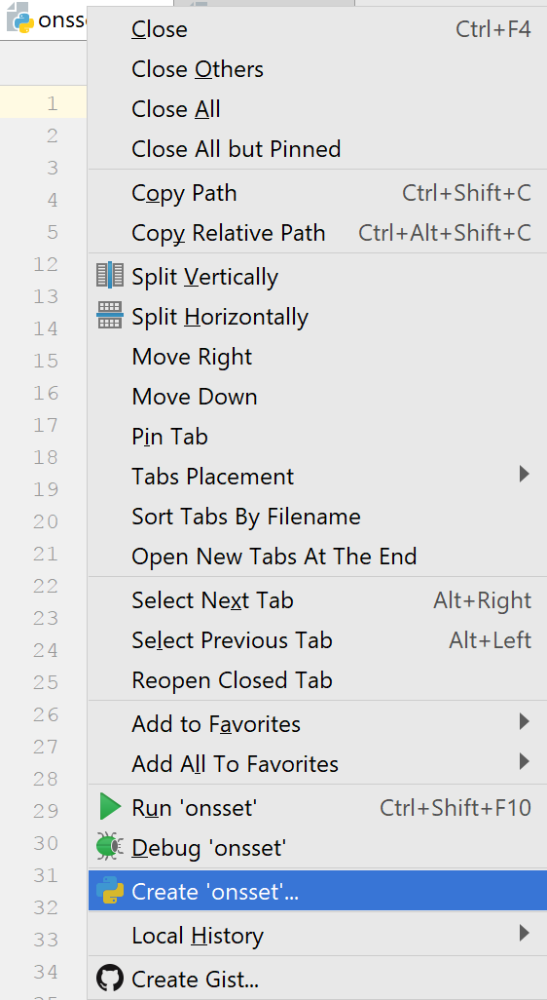 onss
Close Ctrl+F4
Close Others
Close All
Close All but Pinned
Copy Path Ctrl+Shift+C
Copy Relative Path Ctrl+Alt+Shift+C
Split Vertically
Split Horizontally
Move Right
Move Down
Pin Tab
Tabs Placement
Sort Tabs By Filename
Open New Tabs At The End
Select Next Tab Alt+Right
Select Previous Tab Alt+Left
Reopen Closed Tab
Add to Favorites
Add All To Favorites
Run 'onsset' Ctrl+Shift+F10
Debug 'onsset'
Create 'onsset'...
Local History
Create Gist...
1
2
3
4
5
12
13
14
15
16
17
18
19
20
21
22
23
24
25
26
27
28
29
30
31
32
33
34